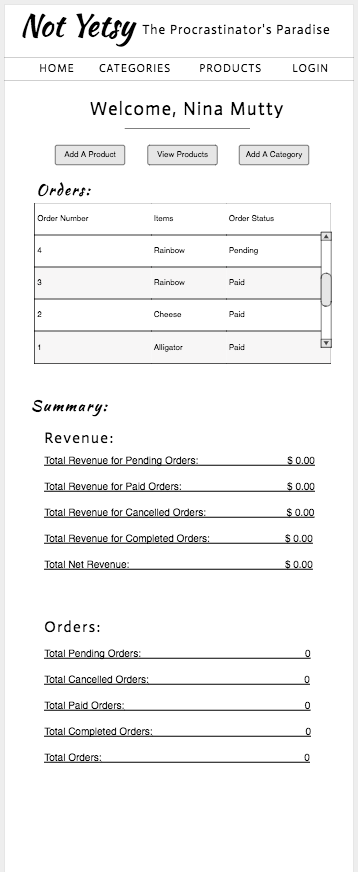 Not Yetsy The Procrastinator's Paradise
HOME CATEGORIES PRODUCTS LOGIN
Welcome, Nina Mutty
Add A Product View Products Add A Category
Orders:
Order Number Items Order Status
4 Rainbow Pending
3 Rainbow Paid
2 Cheese Paid
1 Alligator Paid
Summary:
Revenue:
Total Revenue for Pending Orders: $ 0.00
Total Revenue for Paid Orders: $ 0.00
Total Revenue for Cancelled Orders: $ 0.00
Total Revenue for Completed Orders: $ 0.00
Total Net Revenue: $ 0.00
Orders:
Total Pending Orders: 0
Total Cancelled Orders: 0
Total Paid Orders: 0
Total Completed Orders: 0
Total Orders: 0